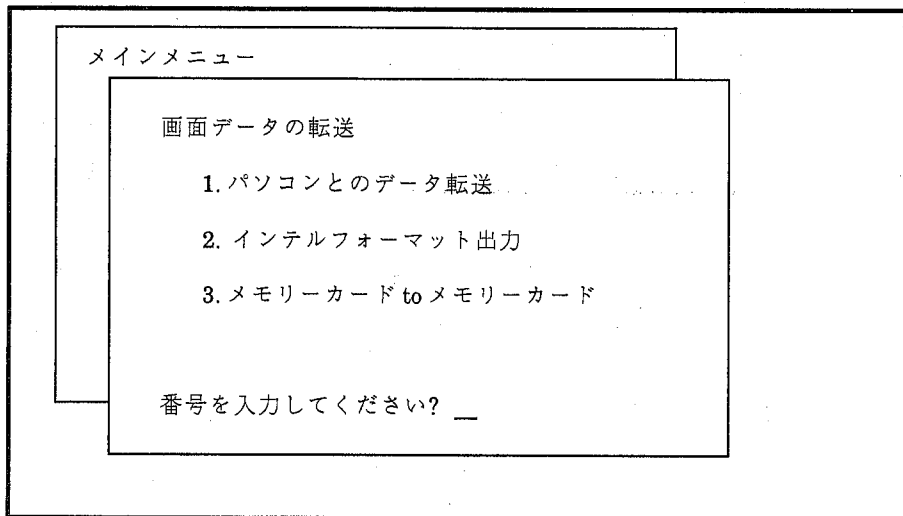 メインメニュー
画面データの転送
1. パソコンとのデータ転送
2. インテルフォーマット出力
3. メモリーカード to メモリーカード
番号を入力してください? __